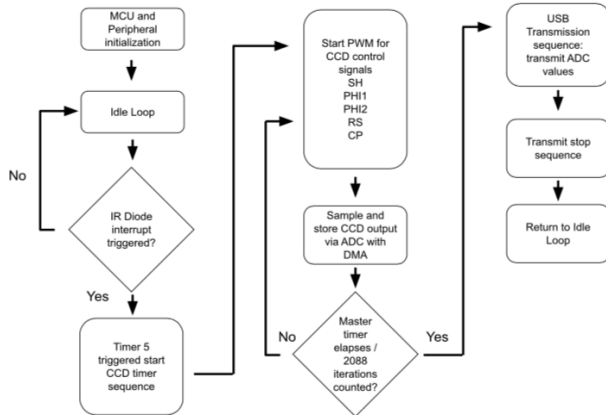 MCU and
Peripheral
initialization
Idle Loop
No
IR Diode
interrupt
triggered?
Yes
Timer 5
triggered start
CCD timer
sequence
Start PWM for
CCD control
signals
SH
PHI1
PHI2
RS
CP
Sample and
store CCD output
via ADC with
DMA
No
Master
timer
elapses /
2088
iterations
counted?
Yes
USB
Transmission
sequence:
transmit ADC
values
Transmit stop
sequence
Return to Idle
Loop